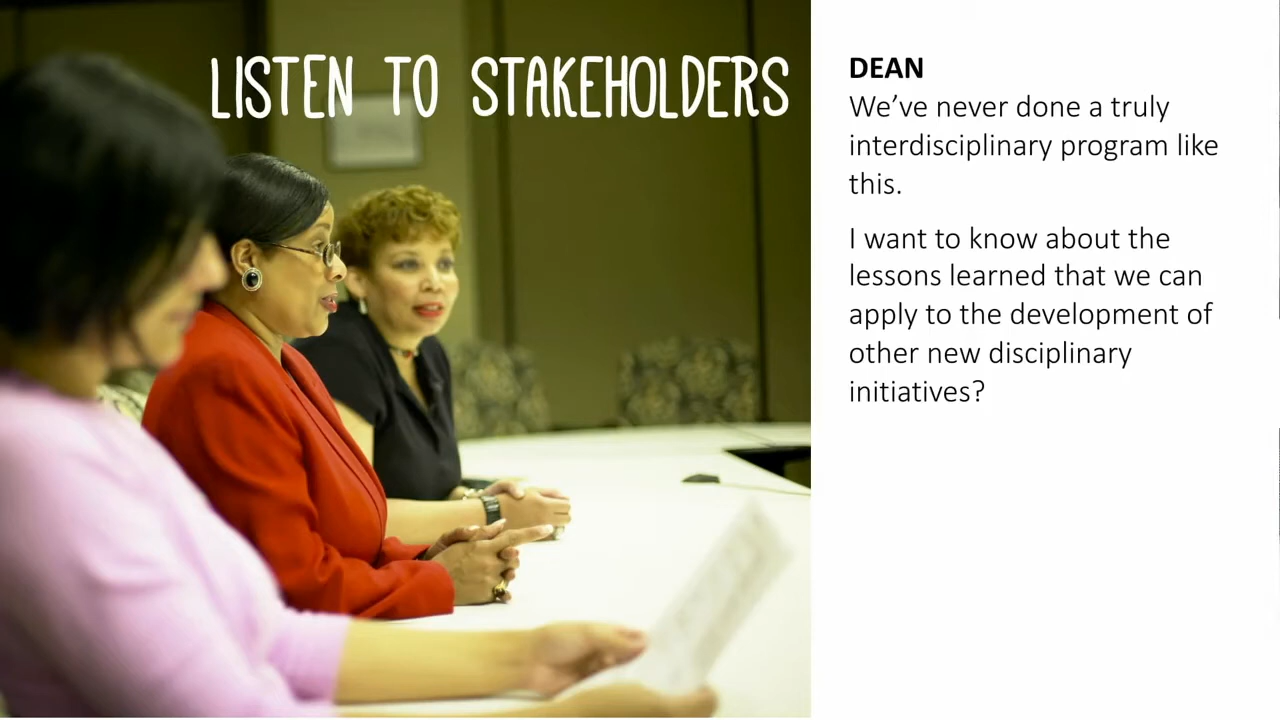 LISTEN TO STAKEHOLDERS
DEAN
We’ve never done a truly
interdisciplinary program like
this.
I want to know about the
lessons learned that we can
apply to the development of
other new disciplinary
initiatives?